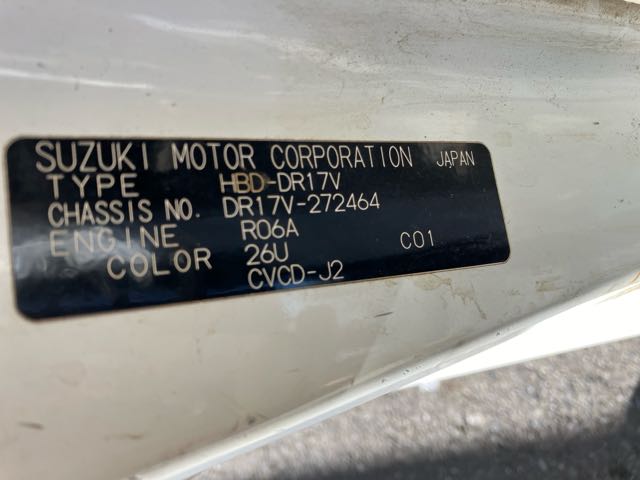 SUZUKI MOTOR CORPORATION JAPAN
TYPE HBD-DR17V
CHASSIS NO. DR17V-272464
ENGINE R06A
COLOR 26U C01
CVCD-J2